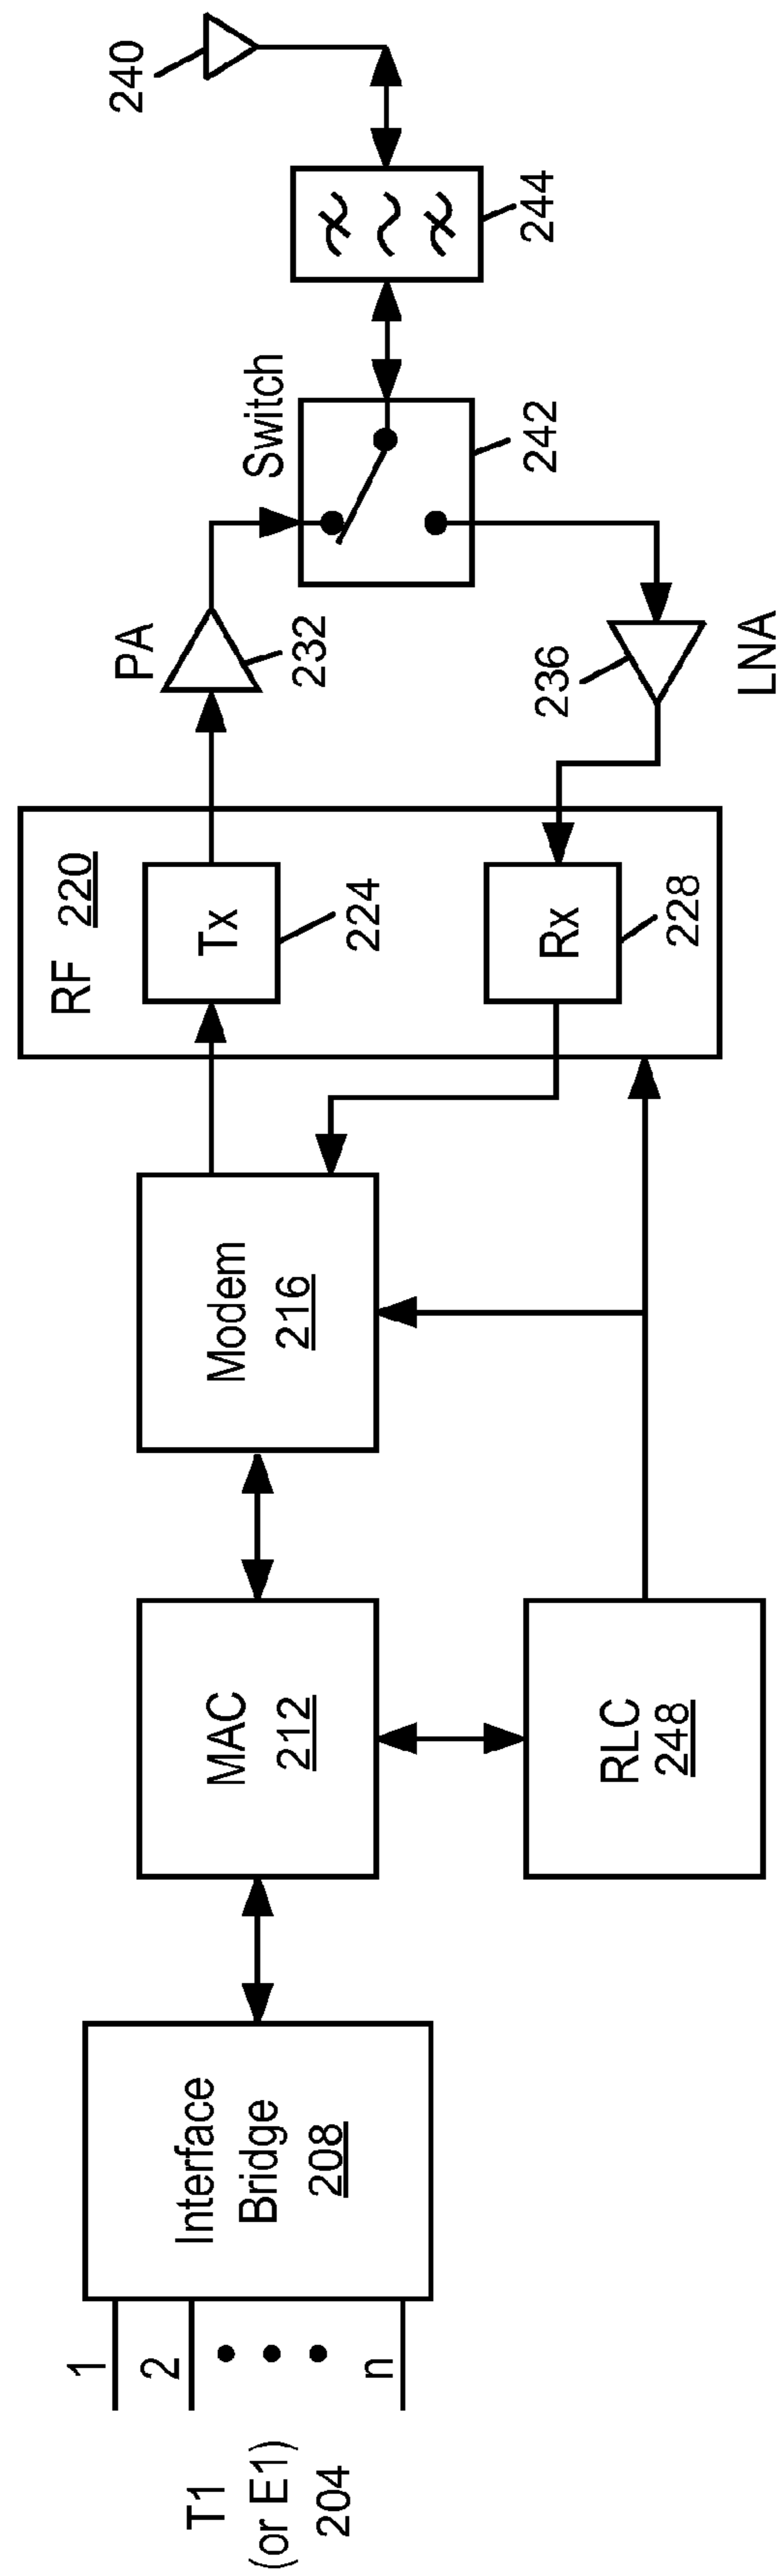 1
2
n
T1
(or E1)
204
Interface
Bridge
208
MAC
212
RLC
248
Modem
216
RF 220
Tx
224
Rx
228
PA
232
236
LNA
Switch
242
244
240